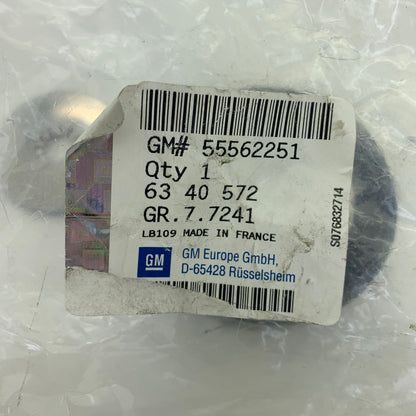 GM# 55562251
Qty 1
63 40 572
GR.7.7241
LB109 MADE IN FRANCE
GM
GM Europe GmbH,
D-65428 Rüsselsheim
S076832714